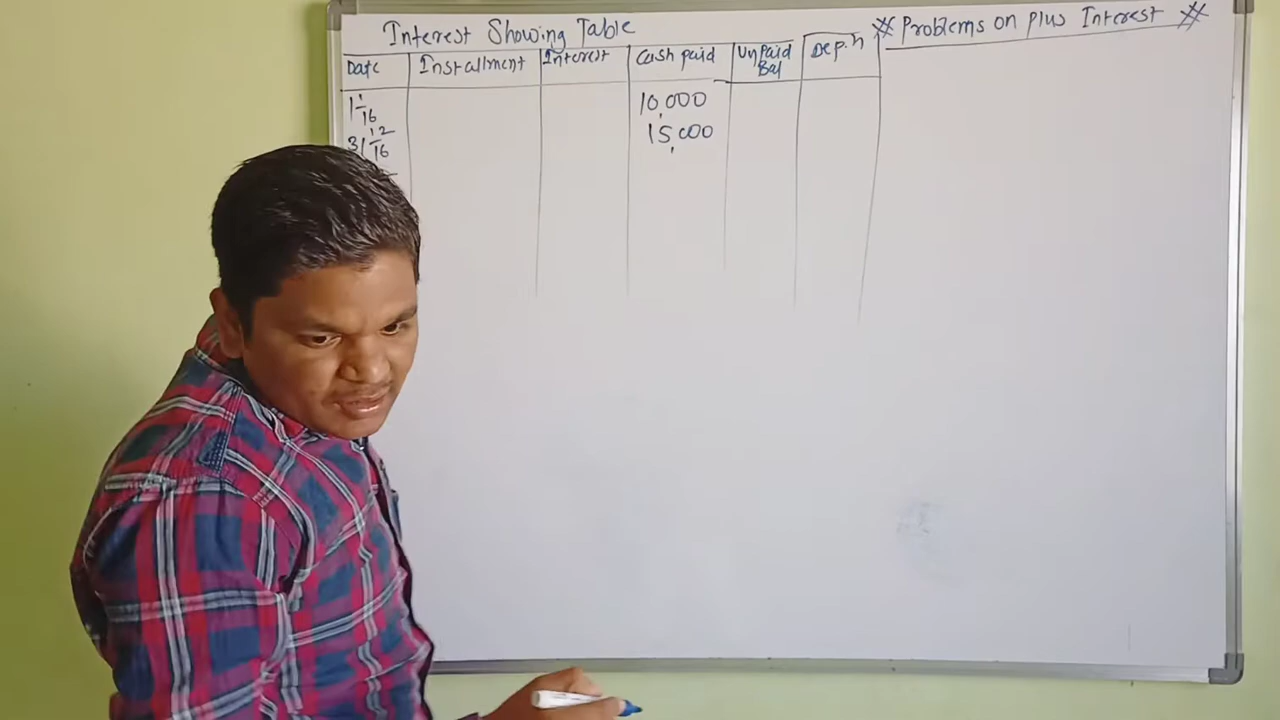 Interest Showing Table
# Problems on plus Interest #
Date Installment Interest Cash paid UnPaid Bal Dep.n
1/1/16 10,000
31/12/16 15,000